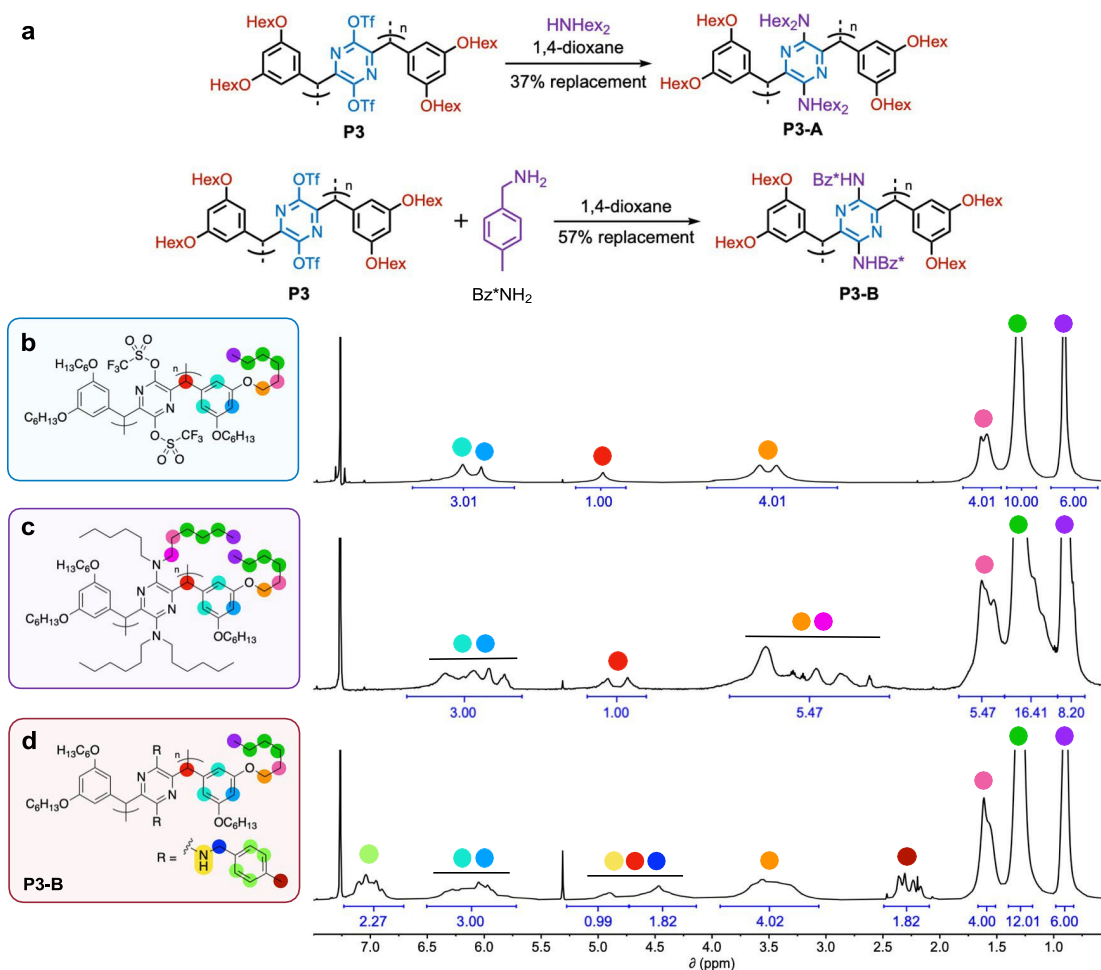 a
HexO
OTf
n
N
OHex
HexO
N
OTf
OHex
P3
HNHex2
1,4-dioxane
37% replacement
Hex2N
n
HexO
N
OHex
HexO
N
NHex2
OHex
P3-A
HexO
OTf
n
N
OHex
HexO
N
OTf
OHex
P3
+
NH2
Bz*NH2
1,4-dioxane
57% replacement
Bz*HN
n
HexO
N
OHex
HexO
N
NHBz*
OHex
P3-B
b
O O
S
F3C O
H13C6O
n
N
O
C6H13O
N
OC6H13
O
S CF3
O O
3.01
1.00
4.01
4.01
10.00
6.00
c
N
H13C6O
n
N
O
C6H13O
N
OC6H13
N
3.00
1.00
5.47
5.47
16.41
8.20
d
R
H13C6O
n
N
O
C6H13O
N
R
OC6H13
R =
N
H
P3-B
2.27
3.00
0.99
1.82
4.02
1.82
4.00
12.01
6.00
7.0 6.5 6.0 5.5 5.0 4.5 4.0 3.5 3.0 2.5 2.0 1.5 1.0
∂ (ppm)